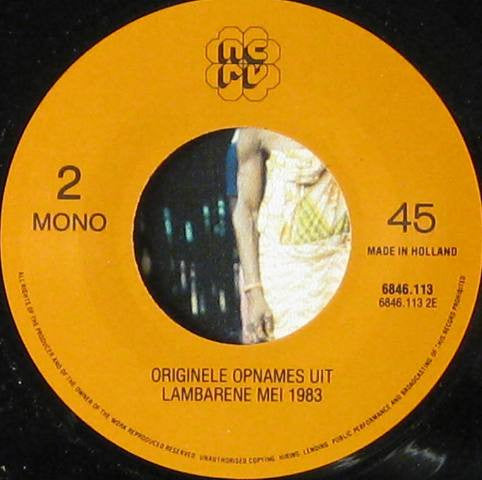 nc
rv
2
MONO
45
MADE IN HOLLAND
6846.113
6846.113 2E
ORIGINELE OPNAMES UIT
LAMBARENE MEI 1983
ALL RIGHTS OF THE PRODUCER AND OF THE OWNER OF THE WORK REPRODUCED RESERVED. UNAUTHORISED COPYING, HIRING, LENDING, PUBLIC PERFORMANCE AND BROADCASTING OF THIS RECORD PROHIBITED